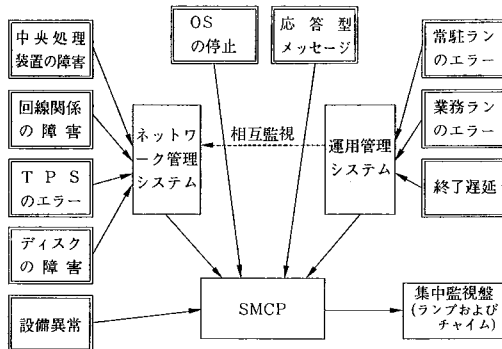 中央処理
装置の障害
OS
の停止
応答型
メッセージ
常駐ラン
のエラー
回線関係
の障害
ネットワ
ーク管理
システム
相互監視
運用管理
システム
業務ラン
のエラー
TPS
のエラー
終了遅延
ディスク
の障害
設備異常
SMCP
集中監視盤
(ランプおよび
チャイム)